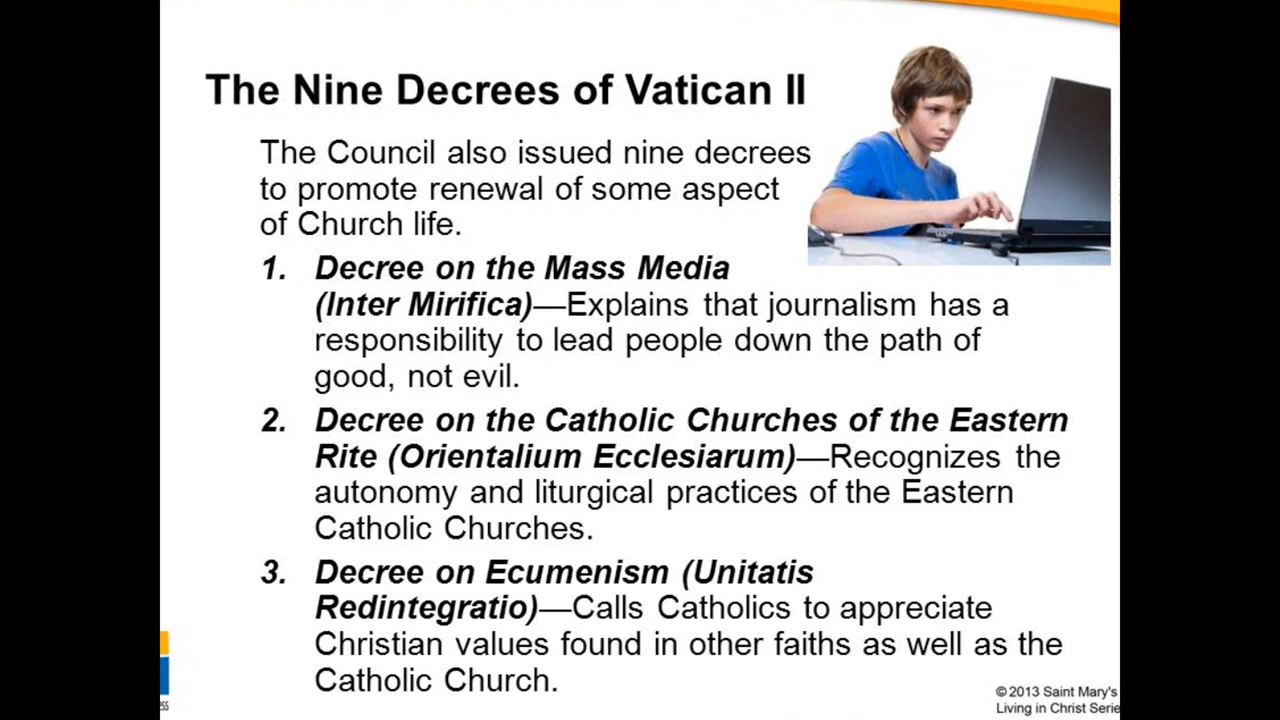 The Nine Decrees of Vatican II
The Council also issued nine decrees
to promote renewal of some aspect
of Church life.
1. Decree on the Mass Media
(Inter Mirifica)—Explains that journalism has a
responsibility to lead people down the path of
good, not evil.
2. Decree on the Catholic Churches of the Eastern
Rite (Orientalium Ecclesiarum)—Recognizes the
autonomy and liturgical practices of the Eastern
Catholic Churches.
3. Decree on Ecumenism (Unitatis
Redintegratio)—Calls Catholics to appreciate
Christian values found in other faiths as well as the
Catholic Church.
©2013 Saint Mary's
Living in Christ Serie